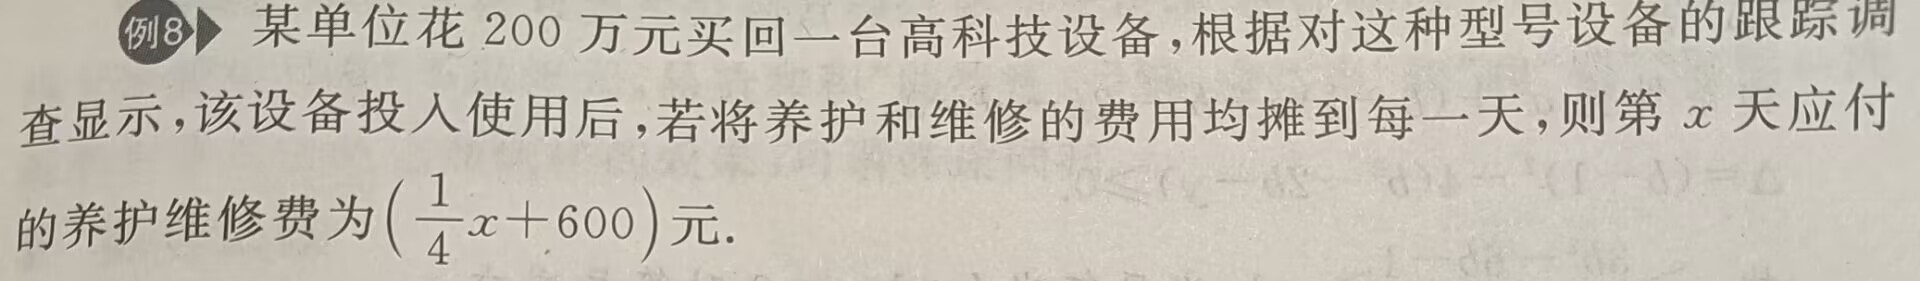 例8 某单位花 200 万元买回一台高科技设备,根据对这种型号设备的跟踪调
查显示,该设备投入使用后,若将养护和维修的费用均摊到每一天,则第 x 天应付
的养护维修费为(1/4 x+600)元.